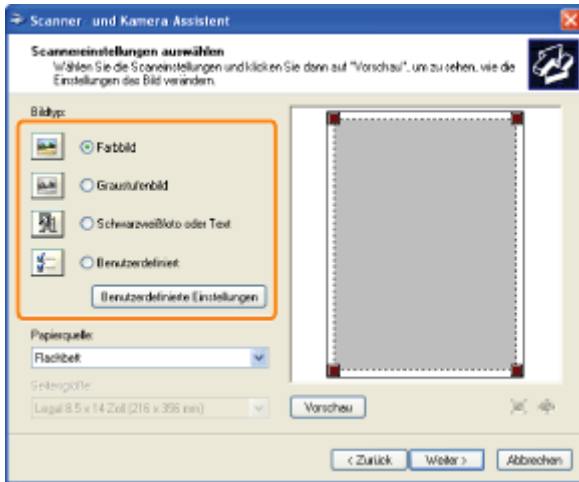 Scanner- und Kamera Assistent
Scannereinstellungen auswählen
Wählen Sie die Scaneinstellungen und klicken Sie dann auf "Vorschau", um zu sehen, wie die
Einstellungen das Bild verändern.
Bildtyp:
Farbbild
Graustufenbild
Schwarzweißfoto oder Text
Benutzerdefiniert
Benutzerdefinierte Einstellungen
Papierquelle:
Flachbett
Seitengröße:
Legal 8.5 x 14 Zoll (216 x 356 mm)
Vorschau
< Zurück
Weiter >
Abbrechen